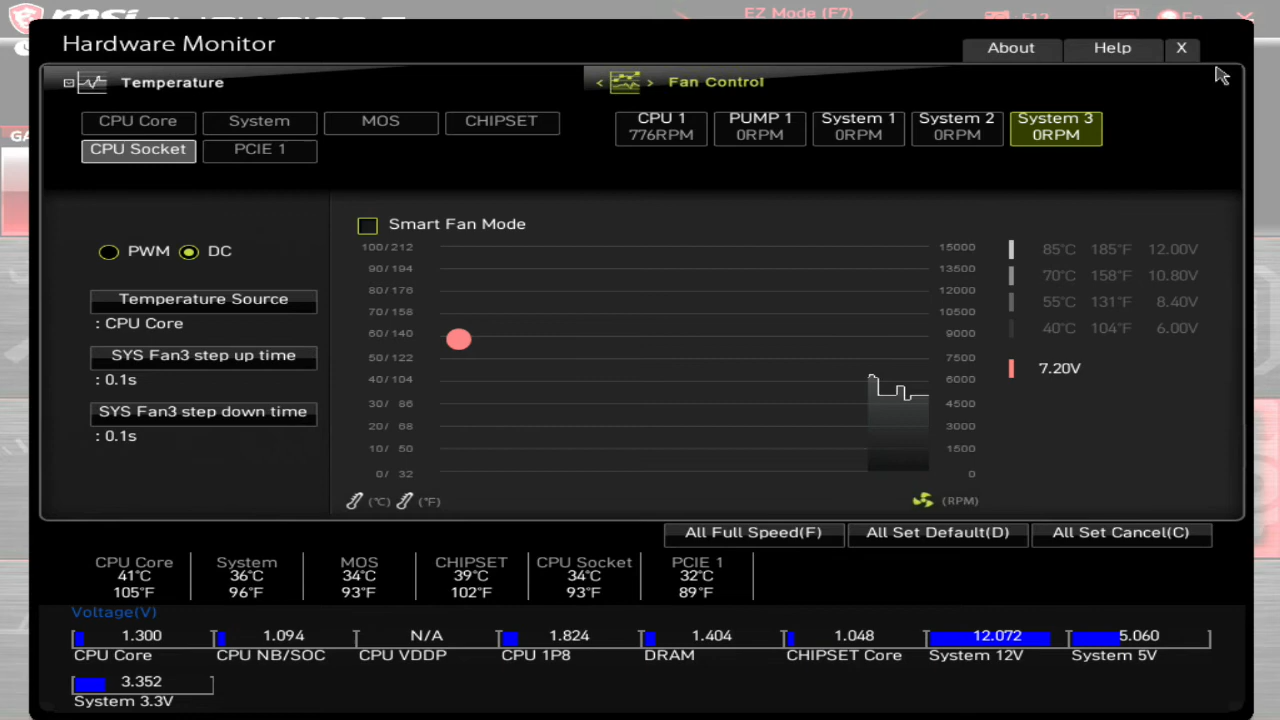 msi
EZ Mode (F7)
: 512
En
Hardware Monitor
About
Help
X
Temperature
Fan Control
CPU Core
System
MOS
CHIPSET
CPU Socket
PCIE 1
CPU 1
776RPM
PUMP 1
0RPM
System 1
0RPM
System 2
0RPM
System 3
0RPM
GA
PWM
DC
Temperature Source
: CPU Core
SYS Fan3 step up time
: 0.1s
SYS Fan3 step down time
: 0.1s
Smart Fan Mode
100/212 15000
90/194 13500
80/176 12000
70/158 10500
60/140 9000
50/122 7500
40/104 6000
30/ 86 4500
20/ 68 3000
10/ 50 1500
0/ 32 0
(°C) (°F) (RPM)
85°C 185°F 12.00V
70°C 158°F 10.80V
55°C 131°F 8.40V
40°C 104°F 6.00V
7.20V
All Full Speed(F)
All Set Default(D)
All Set Cancel(C)
CPU Core
41°C
105°F
System
36°C
96°F
MOS
34°C
93°F
CHIPSET
39°C
102°F
CPU Socket
34°C
93°F
PCIE 1
32°C
89°F
Voltage(V)
1.300
CPU Core
1.094
CPU NB/SOC
N/A
CPU VDDP
1.824
CPU 1P8
1.404
DRAM
1.048
CHIPSET Core
12.072
System 12V
5.060
System 5V
3.352
System 3.3V